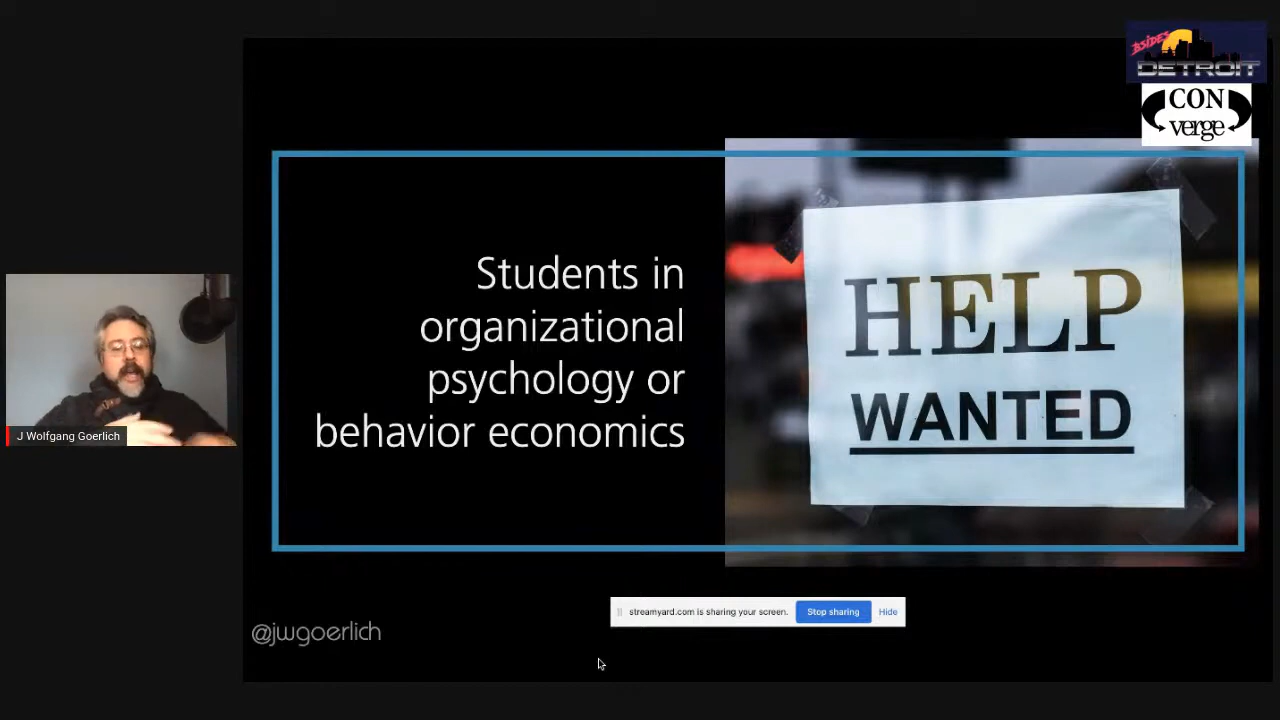 BSIDES
DETROIT
CON
verge
Students in
organizational
psychology or
behavior economics
HELP
WANTED
J Wolfgang Goerlich
streamyard.com is sharing your screen.
Stop sharing
Hide
@jwgoerlich